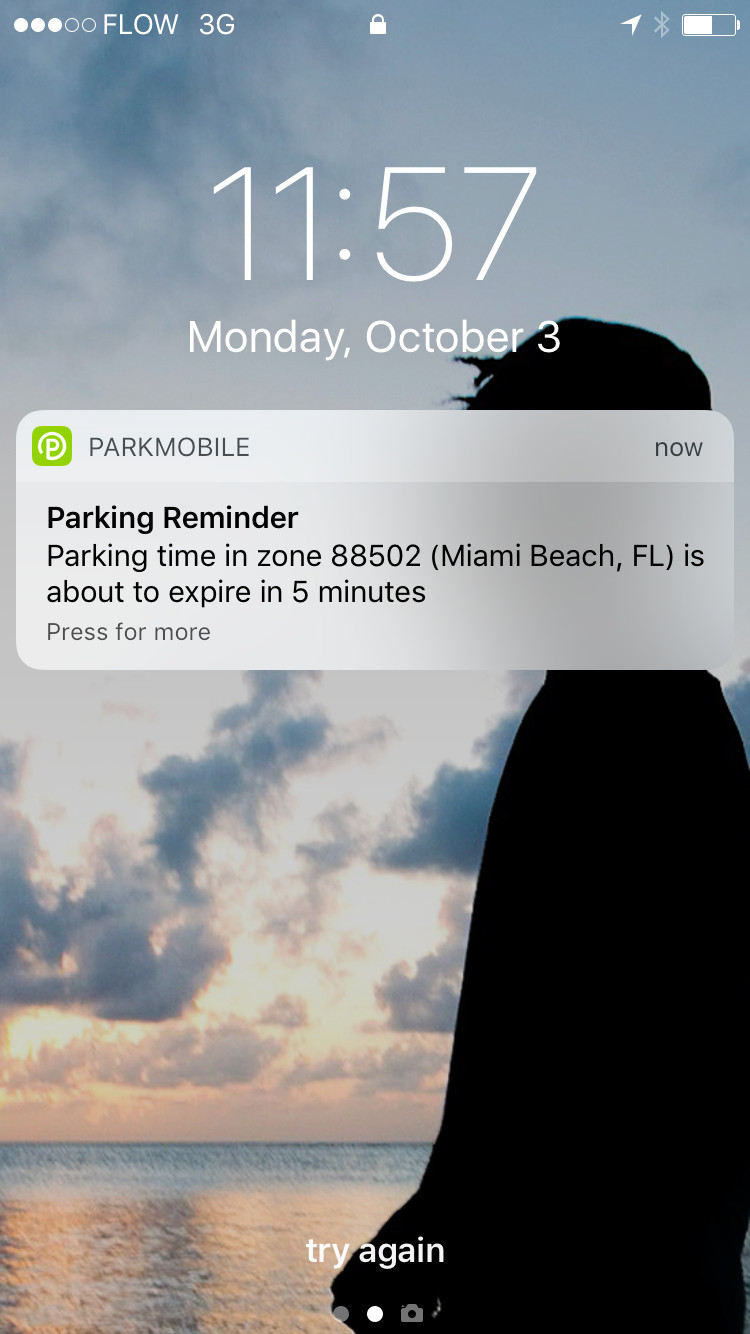 FLOW 3G
11:57
Monday, October 3
PARKMOBILE now
Parking Reminder
Parking time in zone 88502 (Miami Beach, FL) is
about to expire in 5 minutes
Press for more
try again